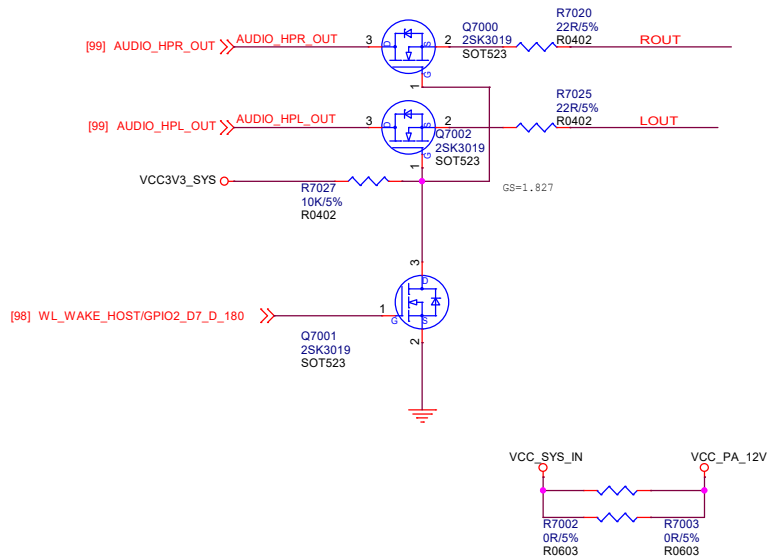 Q7000
2SK3019
SOT523
R7020
22R/5%
R0402
[99] AUDIO_HPR_OUT
AUDIO_HPR_OUT
3
D
S
G
2
1
ROUT
[99] AUDIO_HPL_OUT
AUDIO_HPL_OUT
3
D
S
G
2
1
Q7002
2SK3019
SOT523
R7025
22R/5%
R0402
LOUT
VCC3V3_SYS
R7027
10K/5%
R0402
GS=1.827
3
D
[98] WL_WAKE_HOST/GPIO2_D7_D_180
1
G
S
2
Q7001
2SK3019
SOT523
VCC_SYS_IN
VCC_PA_12V
R7002
0R/5%
R0603
R7003
0R/5%
R0603